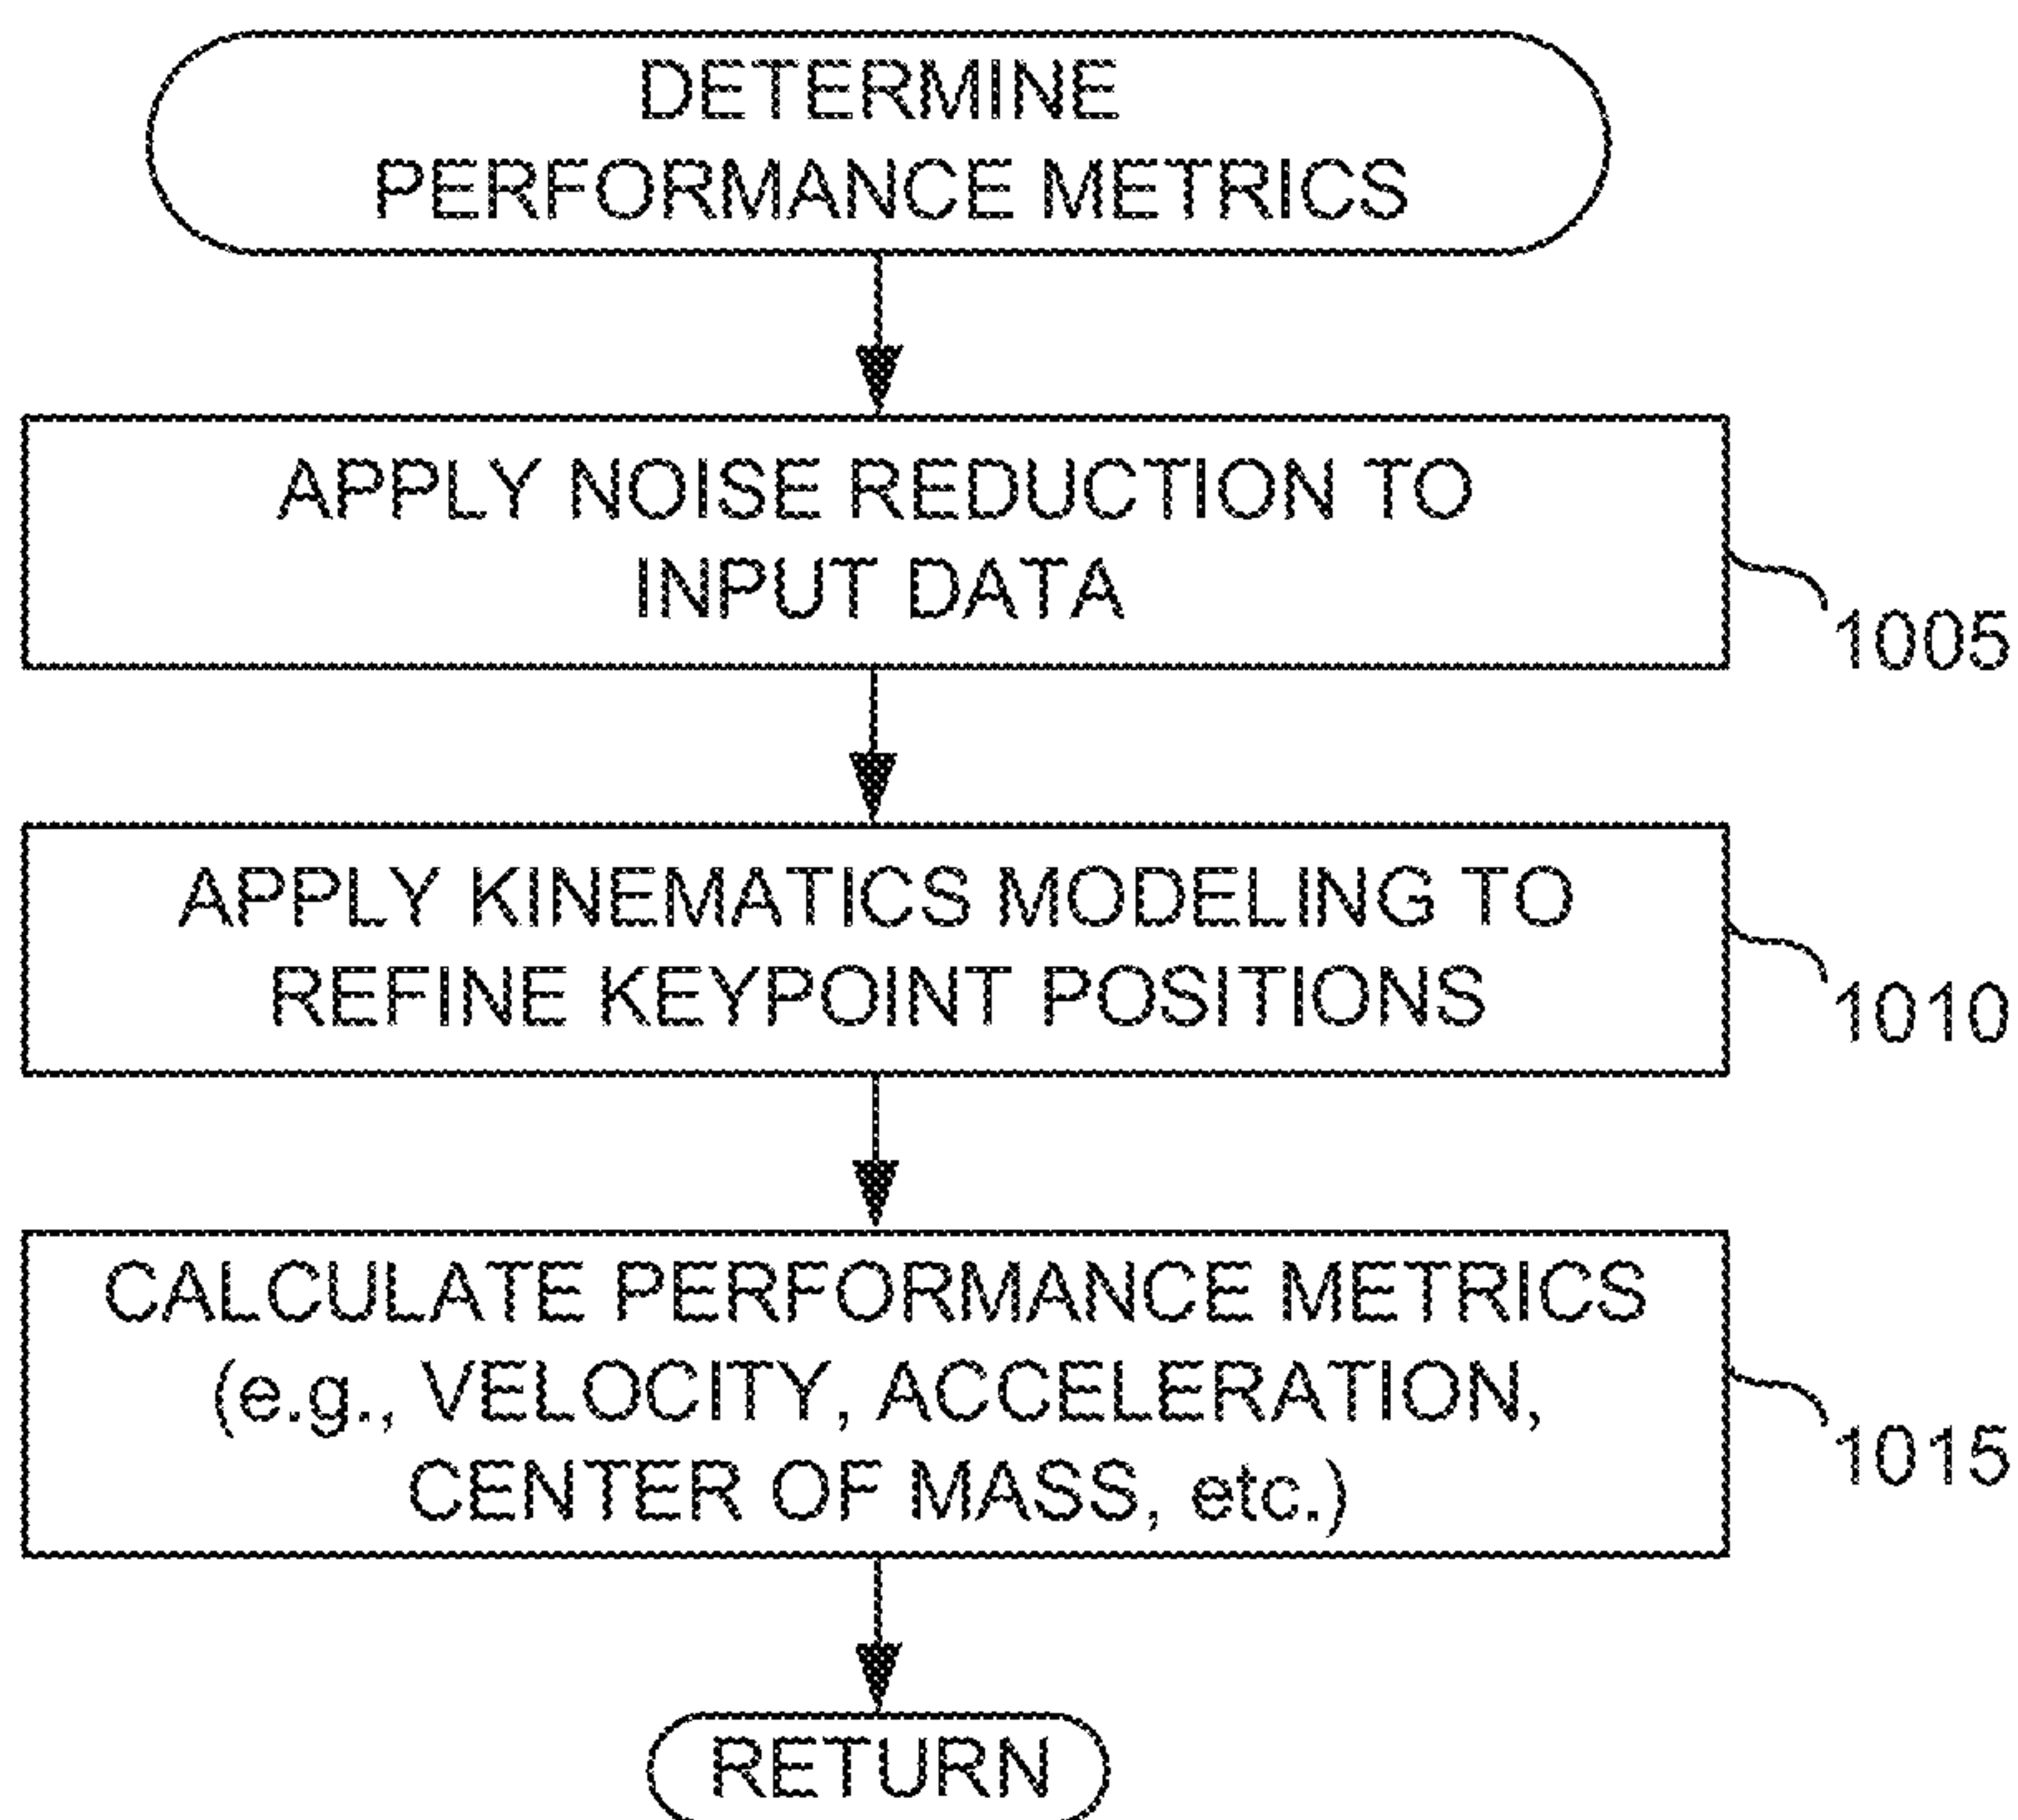 DETERMINE
PERFORMANCE METRICS
APPLY NOISE REDUCTION TO
INPUT DATA
1005
APPLY KINEMATICS MODELING TO
REFINE KEYPOINT POSITIONS
1010
CALCULATE PERFORMANCE METRICS
(e.g., VELOCITY, ACCELERATION,
CENTER OF MASS, etc.)
1015
RETURN